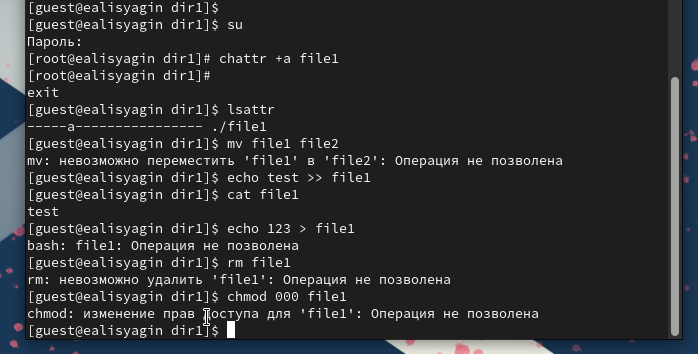 [guest@ealisyagin dir1]$
[guest@ealisyagin dir1]$ su
Пароль:
[root@ealisyagin dir1]# chattr +a file1
[root@ealisyagin dir1]#
exit
[guest@ealisyagin dir1]$ lsattr
-----a---------------- ./file1
[guest@ealisyagin dir1]$ mv file1 file2
mv: невозможно переместить 'file1' в 'file2': Операция не позволена
[guest@ealisyagin dir1]$ echo test >> file1
[guest@ealisyagin dir1]$ cat file1
test
[guest@ealisyagin dir1]$ echo 123 > file1
bash: file1: Операция не позволена
[guest@ealisyagin dir1]$ rm file1
rm: невозможно удалить 'file1': Операция не позволена
[guest@ealisyagin dir1]$ chmod 000 file1
chmod: изменение прав доступа для 'file1': Операция не позволена
[guest@ealisyagin dir1]$